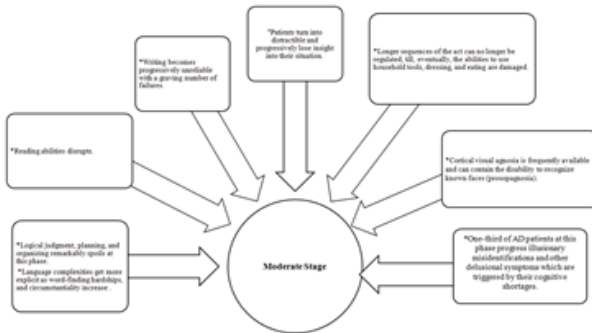 *Patients turn into
distractible and
progressively lose insight
into their situation.
*Writing becomes
progressively unreliable
with a graving number of
failures.
*Longer sequences of the act can no longer be
regulated, till, eventually, the abilities to use
household tools, dressing, and eating are damaged.
*Reading abilities disrupts.
*Cortical visual agnosia is frequently available
and can contain the disability to recognize
known faces (prosopagnosia).
*Logical judgment, planning, and
organizing remarkably spoils at
this phase.
*Language complexities get more
explicit as word-finding hardships,
and circumstantiality increase .
Moderate Stage
*One-third of AD patients at this
phase progress illusionary
misidentifications and other
delusional symptom which are
triggered by their cognitive
shortages.